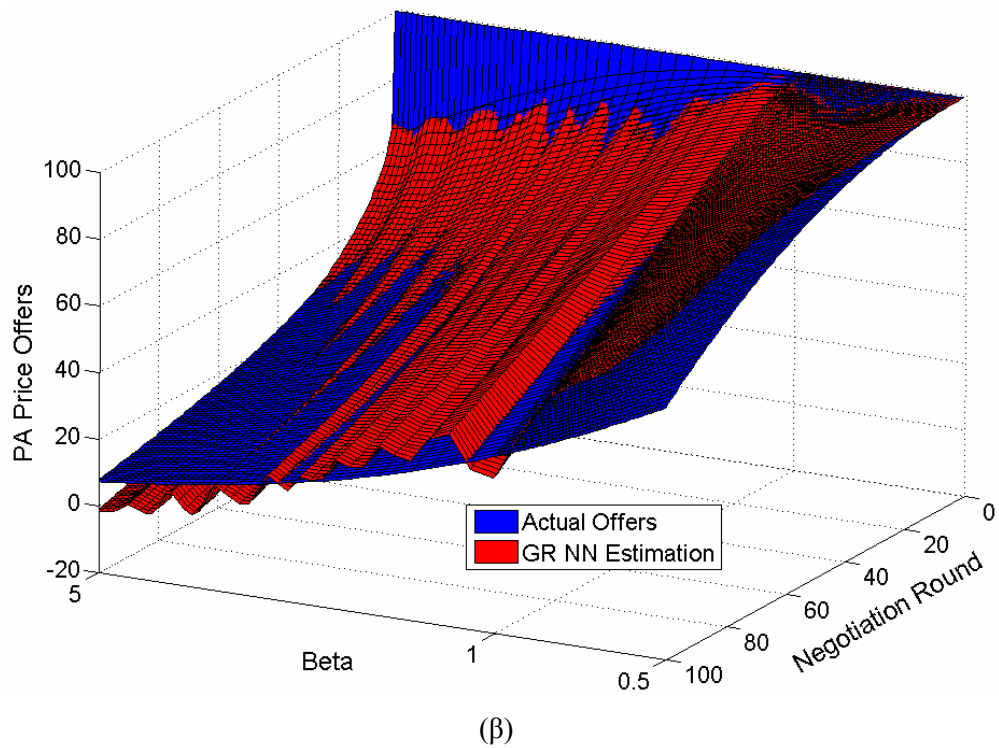 100
80
60
40
20
0
-20
PA Price Offers
5
1
0.5
Beta
0
20
40
60
80
100
Negotiation Round
Actual Offers
GR NN Estimation
(β)